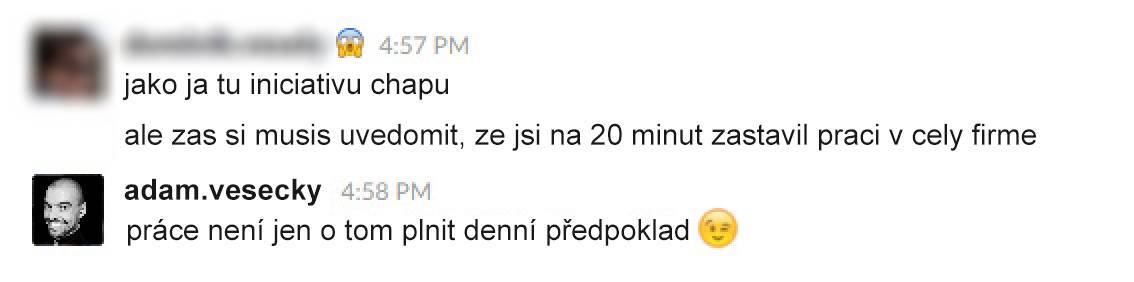 😱 4:57 PM
jako ja tu iniciativu chapu
ale zas si musis uvedomit, ze jsi na 20 minut zastavil praci v cely firme
adam.vesecky 4:58 PM
práce není jen o tom plnit denní předpoklad 😉